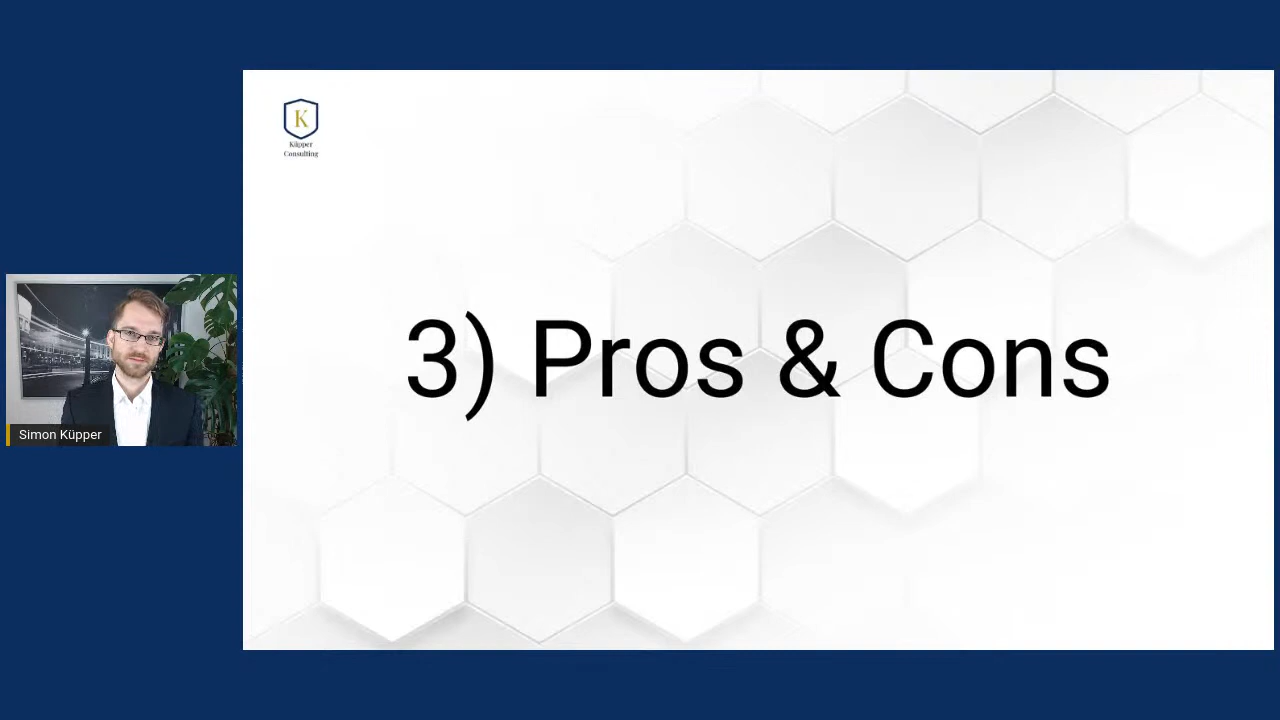 K
Küpper
Consulting
3) Pros & Cons
Simon Küpper